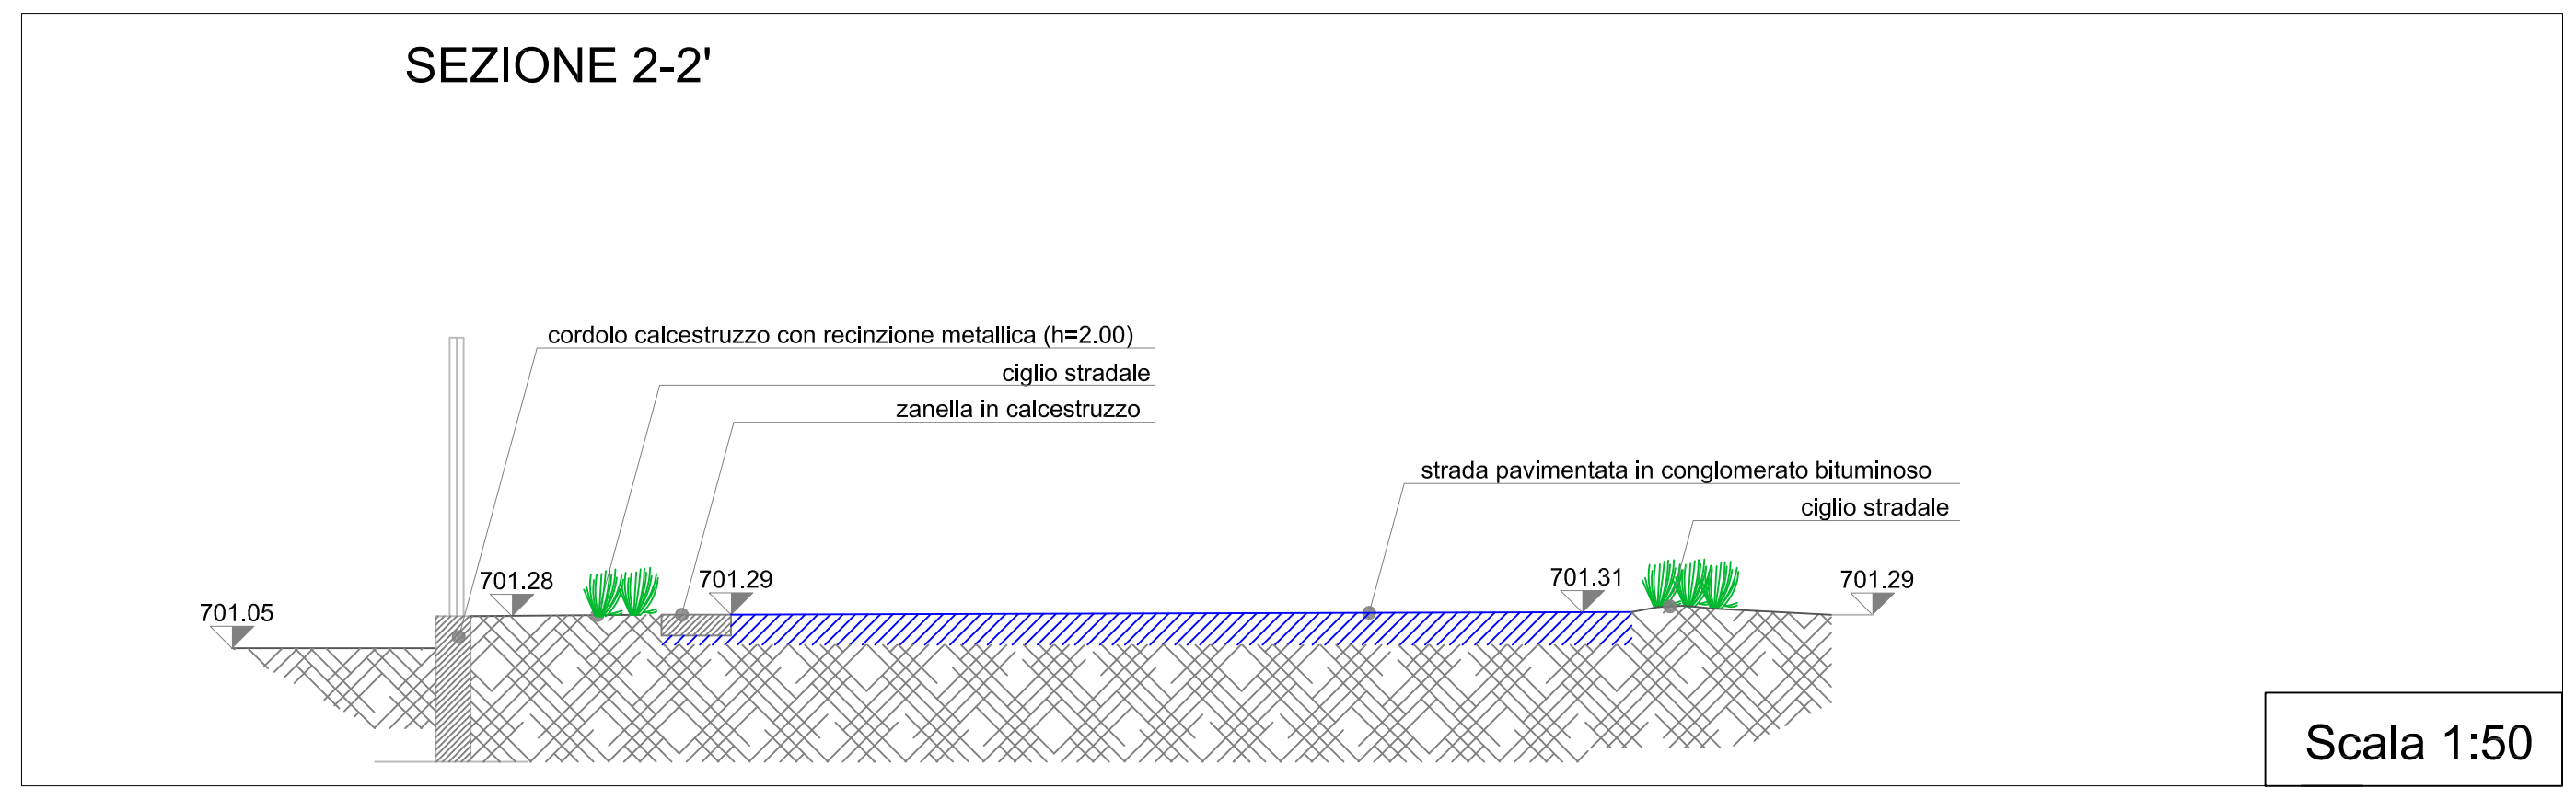 SEZIONE 2-2'
cordolo calcestruzzo con recinzione metallica (h=2.00)
ciglio stradale
zanella in calcestruzzo
strada pavimentata in conglomerato bituminoso
ciglio stradale
701.05
701.28
701.29
701.31
701.29
Scala 1:50